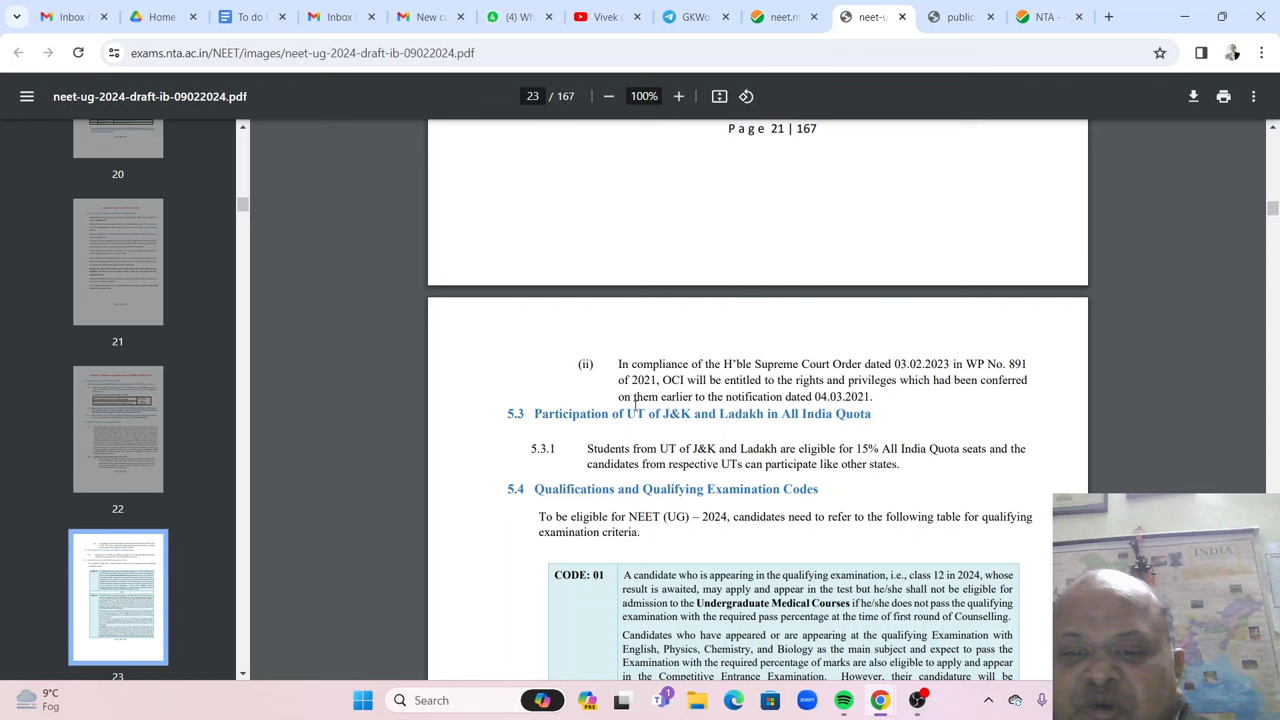 Inbox (
Home
To do l
Inbox l
New ca
(4) Wh
Vivek C
GKWo
neet.n
neet-u
public
NTA -
exams.nta.ac.in/NEET/images/neet-ug-2024-draft-ib-09022024.pdf
neet-ug-2024-draft-ib-09022024.pdf
23 / 167
100%
20
21
22
23
Page 21 | 167
(ii) In compliance of the H'ble Supreme Court Order dated 03.02.2023 in WP No. 891
of 2021, OCI will be entitled to the rights and privileges which had been conferred
on them earlier to the notification dated 04.03.2021.
5.3 Participation of UT of J&K and Ladakh in All India Quota
5.3.1 Students from UT of J&K and Ladakh are eligible for 15% All India Quota seats and the
candidates from respective UTs can participate like other states.
5.4 Qualifications and Qualifying Examination Codes
To be eligible for NEET (UG) – 2024, candidates need to refer to the following table for qualifying
examination criteria.
CODE: 01 A candidate who is appearing in the qualifying examination, i.e., class 12 in 2024, whose
result is awaited, may apply and appear in the test but he/she shall not be eligible for
admission to the Undergraduate Medical Courses if he/she does not pass the qualifying
examination with the required pass percentage at the time of first round of Counselling.
Candidates who have appeared or are appearing at the qualifying Examination with
English, Physics, Chemistry, and Biology as the main subject and expect to pass the
Examination with the required percentage of marks are also eligible to apply and appear
in the Competitive Entrance Examination. However, their candidature will be
INDIA
9°C
Fog
Search
PRE
1
zoom